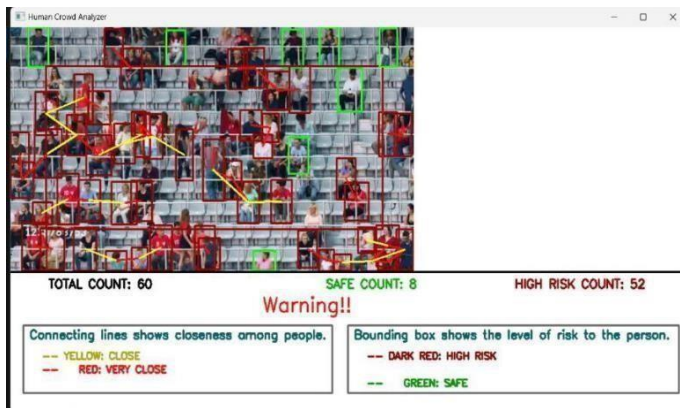 Human Crowd Analyzer
TOTAL COUNT: 60 SAFE COUNT: 8 HIGH RISK COUNT: 52
Warning!!
Connecting lines shows closeness among people.
-- YELLOW: CLOSE
-- RED: VERY CLOSE
Bounding box shows the level of risk to the person.
-- DARK RED: HIGH RISK
-- GREEN: SAFE